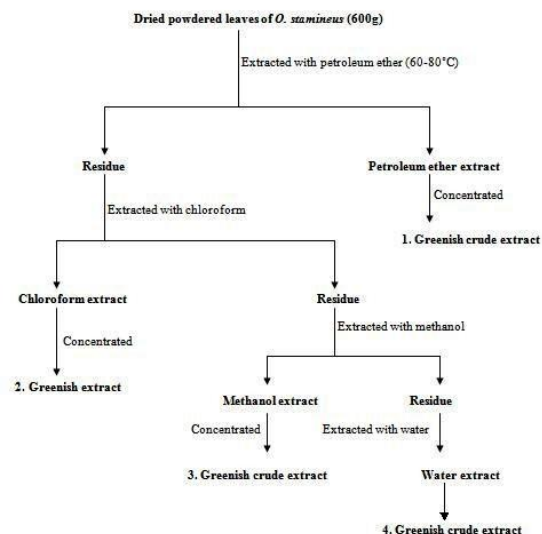 Dried powdered leaves of O. stamineus (600g)
Extracted with petroleum ether (60-80°C)
Residue
Petroleum ether extract
Extracted with chloroform
Concentrated
1. Greenish crude extract
Chloroform extract
Residue
Concentrated
Extracted with methanol
2. Greenish extract
Methanol extract
Residue
Concentrated
Extracted with water
3. Greenish crude extract
Water extract
4. Greenish crude extract